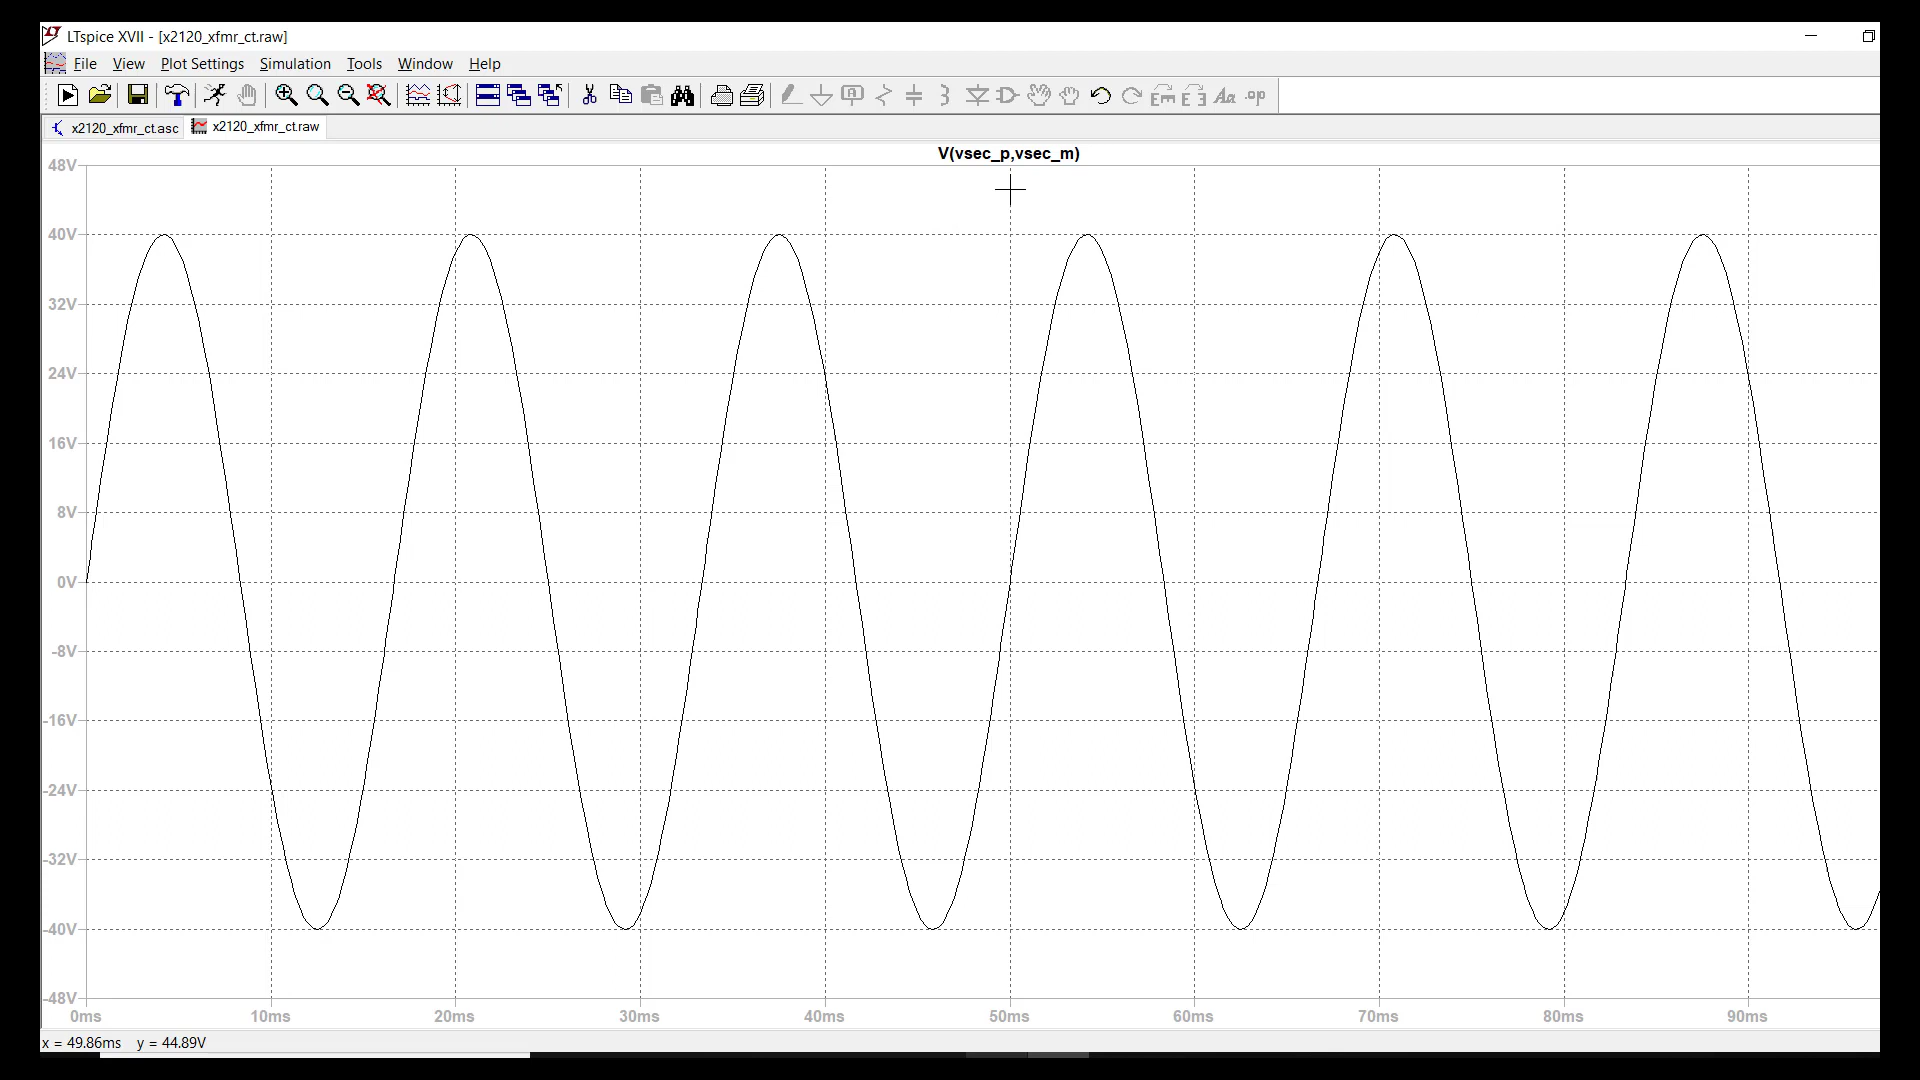 LTspice XVII - [x2120_xfmr_ct.raw]
File View Plot Settings Simulation Tools Window Help
Aa .op
x2120_xfmr_ct.asc x2120_xfmr_ct.raw
V(vsec_p,vsec_m)
48V
40V
32V
24V
16V
8V
0V
-8V
-16V
-24V
-32V
-40V
-48V
0ms 10ms 20ms 30ms 40ms 50ms 60ms 70ms 80ms 90ms
x = 49.86ms y = 44.89V